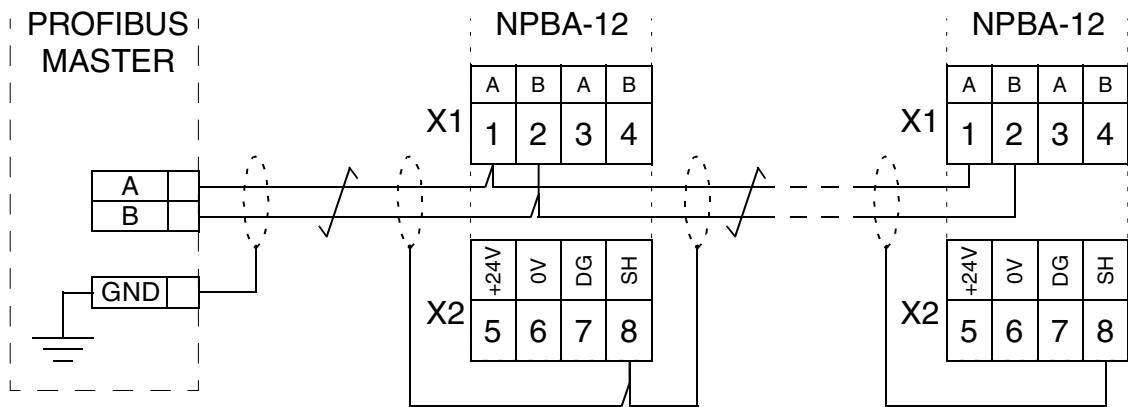 PROFIBUS
MASTER
A
B
GND
NPBA-12
A B A B
X1 1 2 3 4
+24V 0V DG SH
X2 5 6 7 8
NPBA-12
A B A B
X1 1 2 3 4
+24V 0V DG SH
X2 5 6 7 8